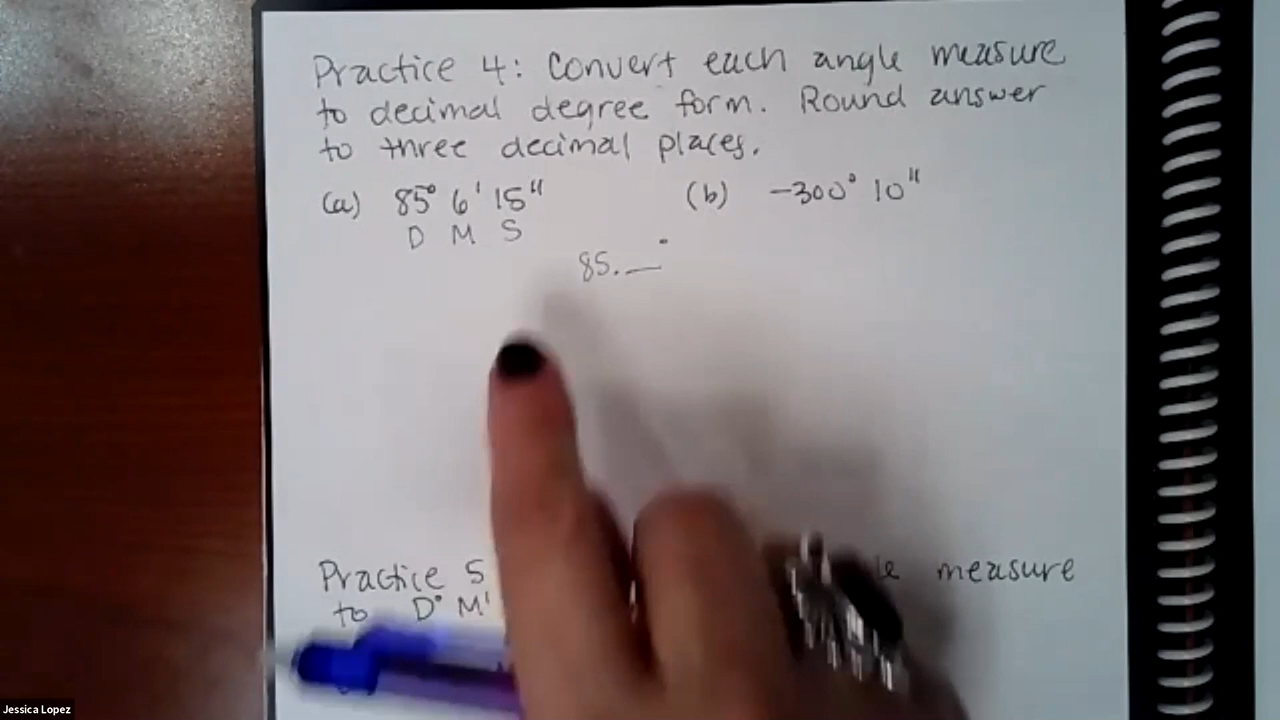 Practice 4: Convert each angle measure
to decimal degree form. Round answer
to three decimal places.
(a) 85° 6' 15" (b) -300° 10"
D M S
85.__°
Practice 5 measure
to D° M'
Jessica Lopez